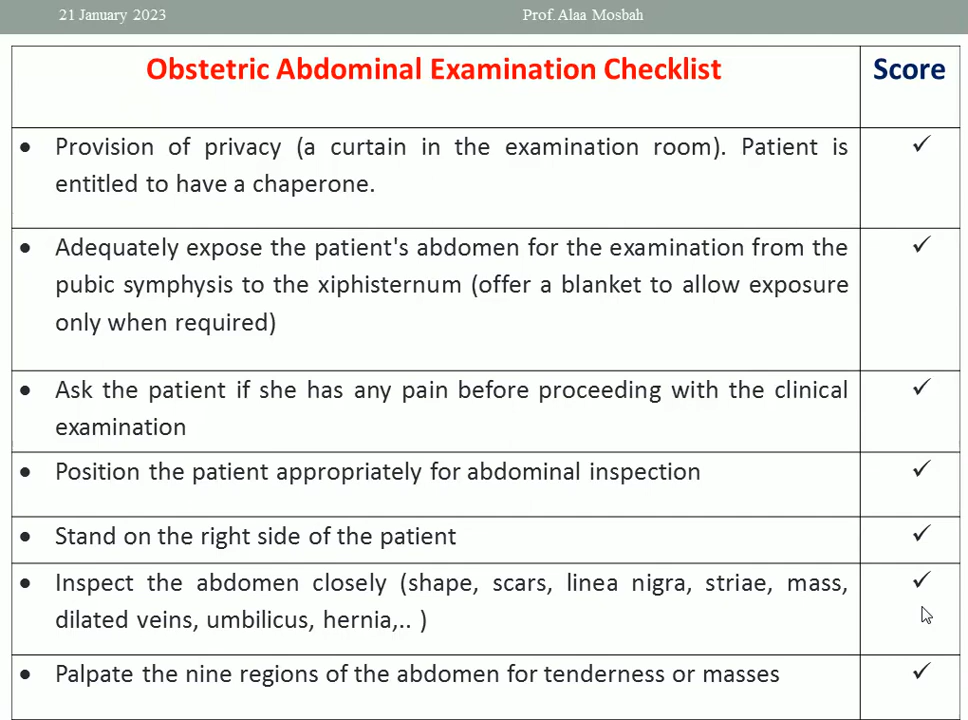 21 January 2023
Prof.Alaa Mosbah
Obstetric Abdominal Examination Checklist
Score
• Provision of privacy (a curtain in the examination room). Patient is
entitled to have a chaperone.
✓
• Adequately expose the patient's abdomen for the examination from the
pubic symphysis to the xiphisternum (offer a blanket to allow exposure
only when required)
✓
• Ask the patient if she has any pain before proceeding with the clinical
examination
✓
• Position the patient appropriately for abdominal inspection
✓
• Stand on the right side of the patient
✓
• Inspect the abdomen closely (shape, scars, linea nigra, striae, mass,
dilated veins, umbilicus, hernia,.. )
✓
• Palpate the nine regions of the abdomen for tenderness or masses
✓